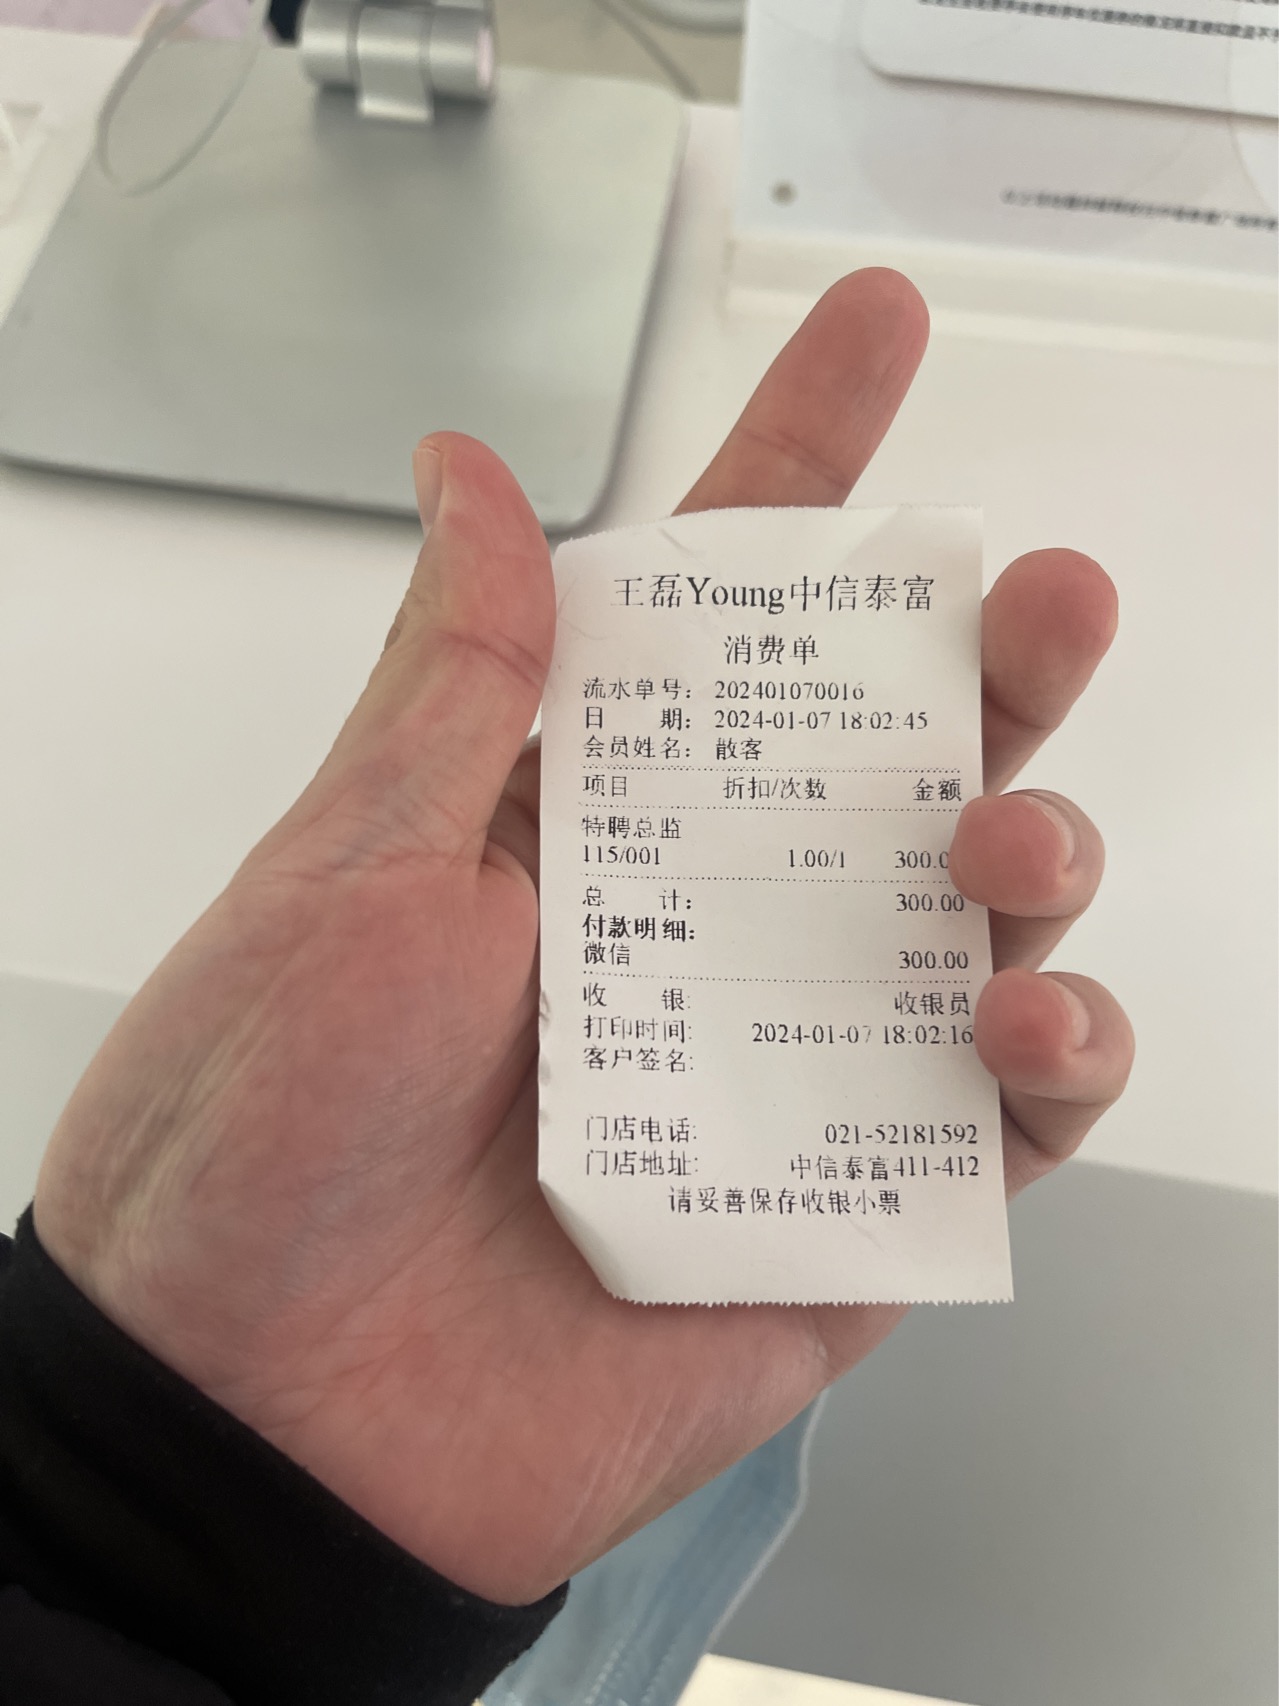 王磊Young中信泰富
消费单
流水单号: 202401070016
日 期: 2024-01-07 18:02:45
会员姓名: 散客
项目 折扣/次数 金额
特聘总监
115/001 1.00/1 300.0
总 计: 300.00
付款明细:
微信 300.00
收 银: 收银员
打印时间: 2024-01-07 18:02:16
客户签名:
门店电话: 021-52181592
门店地址: 中信泰富411-412
请妥善保存收银小票